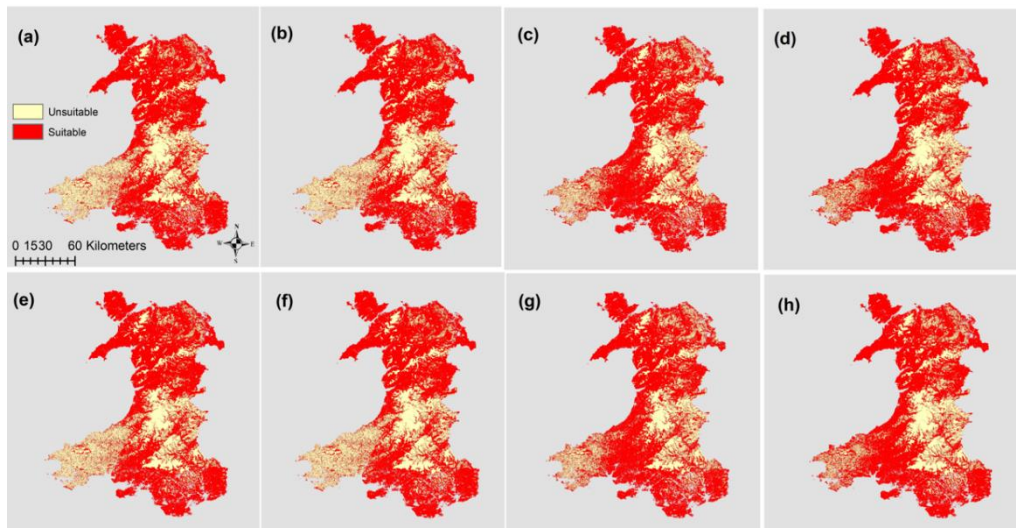 (a)
(b)
(c)
(d)
Unsuitable
Suitable
0 1530 60 Kilometers
N
W E
S
(e)
(f)
(g)
(h)